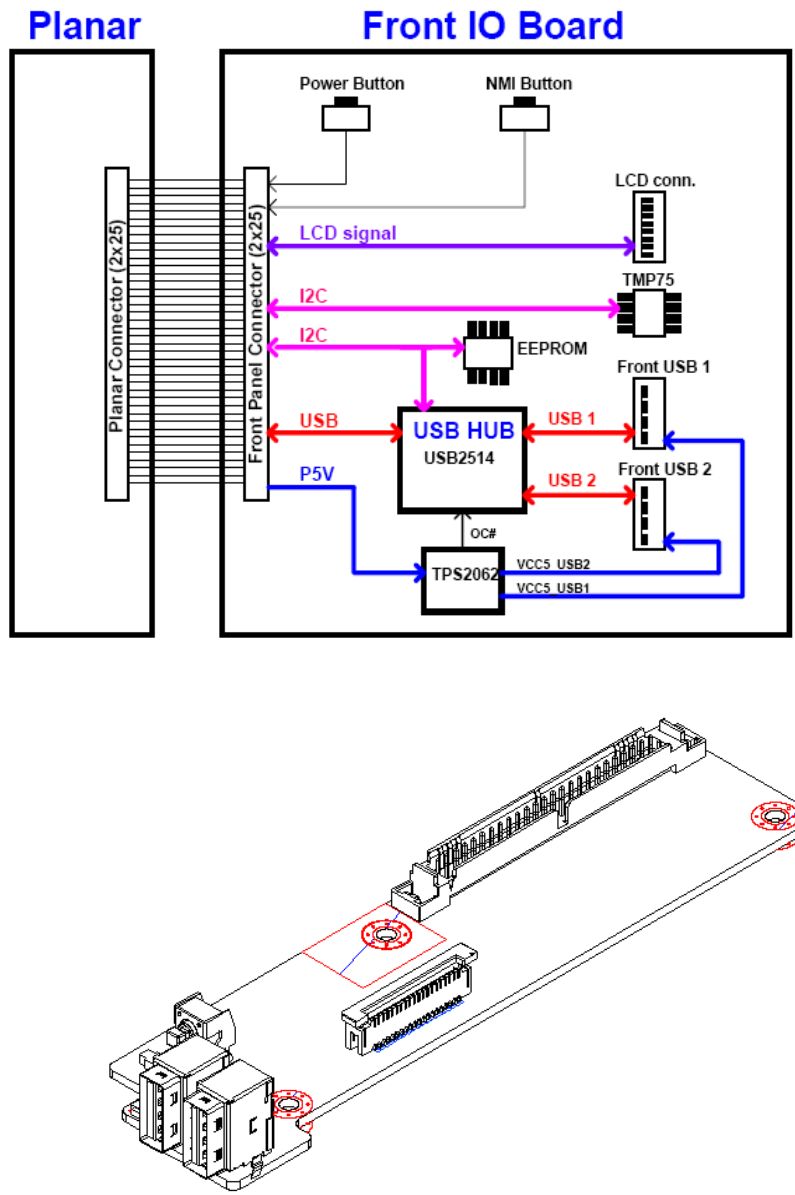 Planar
Front IO Board
Power Button
NMI Button
LCD conn.
Planar Connector (2x25)
Front Panel Connector (2x25)
LCD signal
TMP75
I2C
I2C
EEPROM
Front USB 1
USB
USB HUB
USB2514
USB 1
Front USB 2
P5V
USB 2
OC#
TPS2062
VCC5_USB2
VCC5_USB1